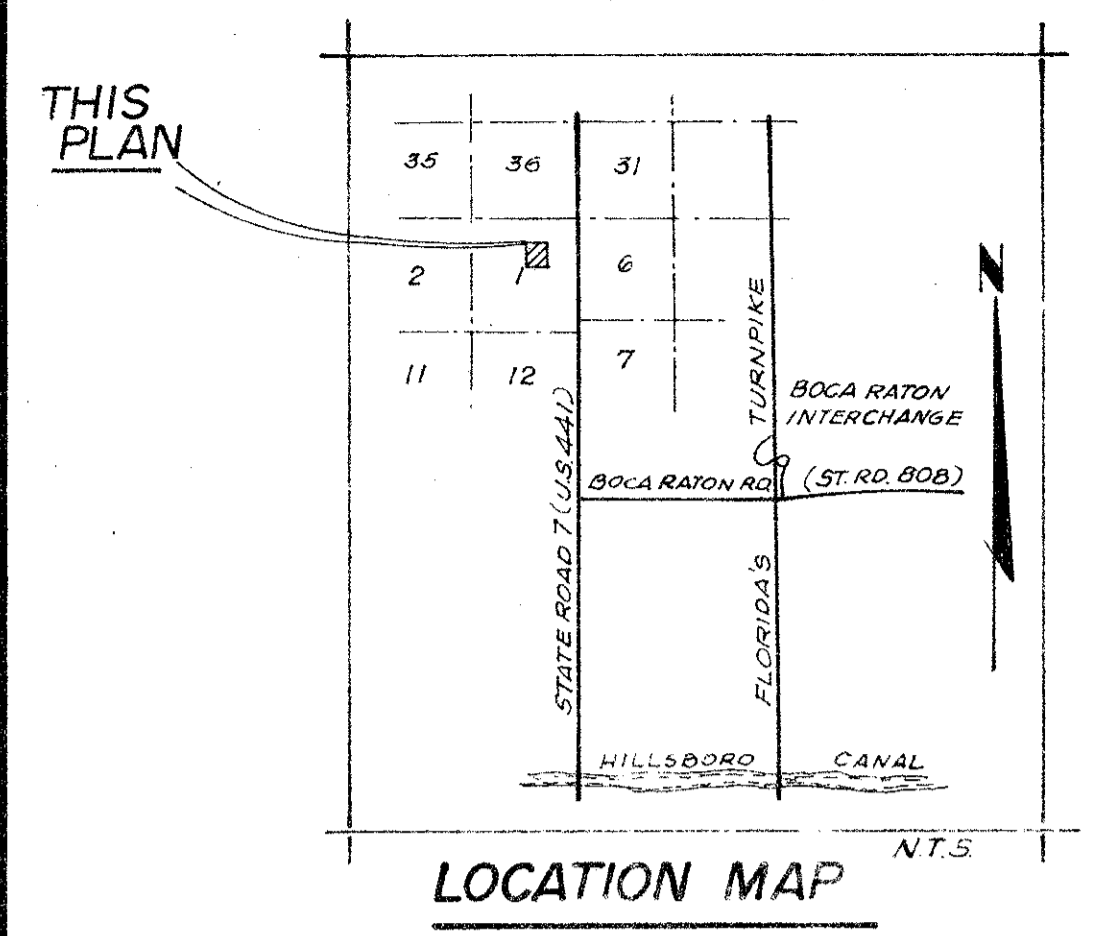 THIS
PLAN
35 36 31
2 1 6
11 12 7
N
STATE ROAD 7 (U.S. 441)
FLORIDA'S TURNPIKE
BOCA RATON
INTERCHANGE
BOCA RATON RD. (ST. RD. 808)
HILLSBORO CANAL
N.T.S.
LOCATION MAP